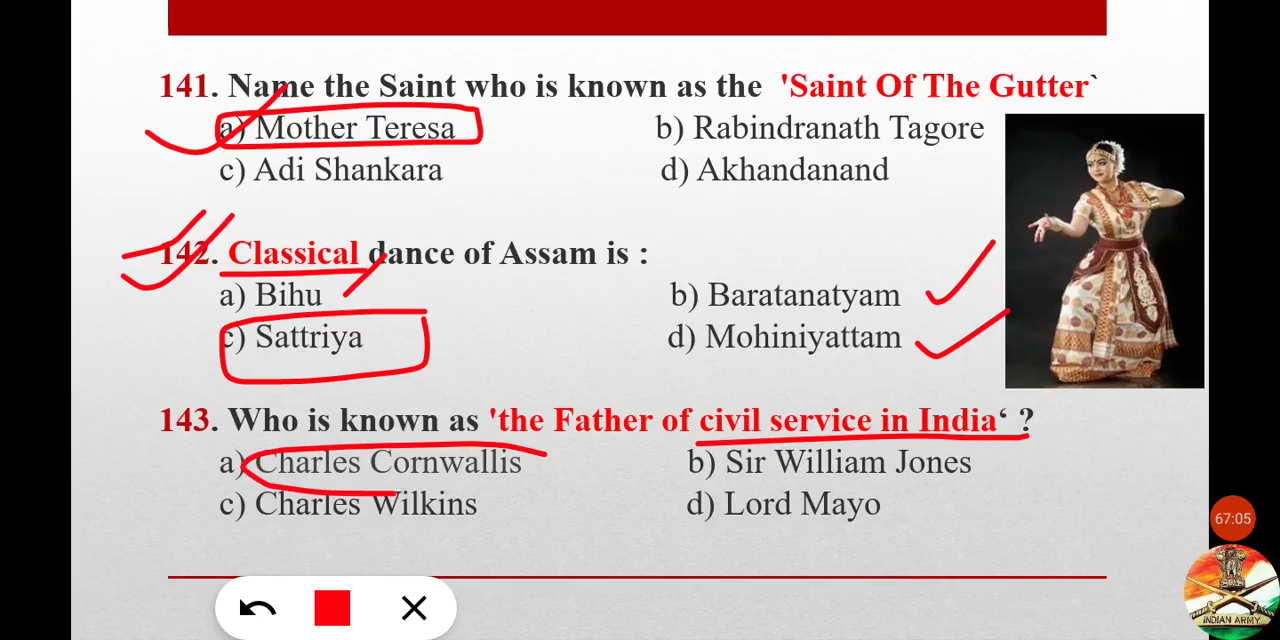 141. Name the Saint who is known as the 'Saint Of The Gutter`
a) Mother Teresa b) Rabindranath Tagore
c) Adi Shankara d) Akhandanand
142. Classical dance of Assam is :
a) Bihu b) Baratanatyam
c) Sattriya d) Mohiniyattam
143. Who is known as 'the Father of civil service in India‘ ?
a) Charles Cornwallis b) Sir William Jones
c) Charles Wilkins d) Lord Mayo
67:05
INDIAN ARMY